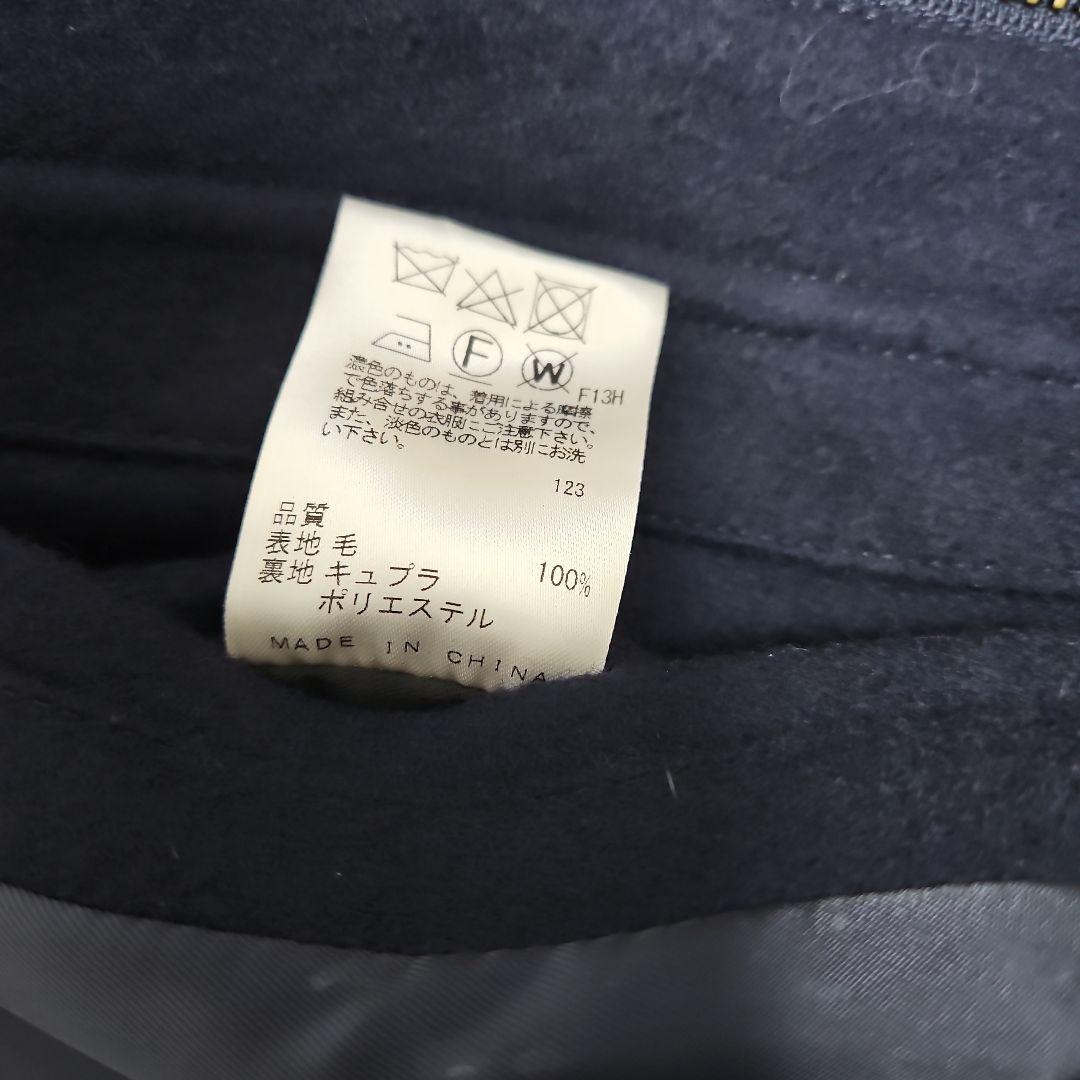 F W F13H
濃色のものは、着用による摩擦
で色落ちする事がありますので、
組み合せの衣服にご注意下さい。
また、淡色のものとは別にお洗
い下さい。
123
品質
表地 毛 100%
裏地 キュプラ
ポリエステル
MADE IN CHINA